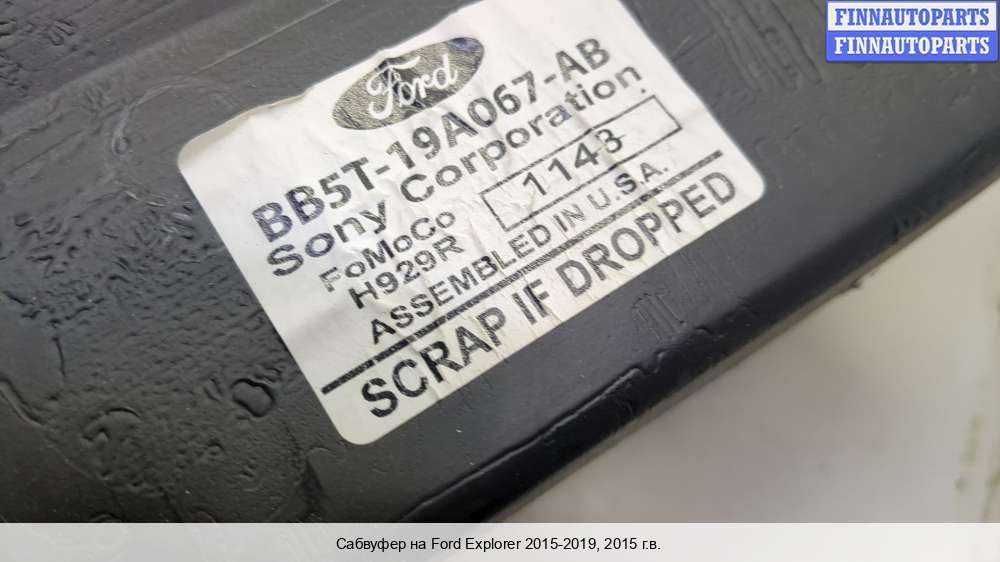 FINNAUTOPARTS
FINNAUTOPARTS
Ford
BB5T-19A067-AB
Sony Corporation
FoMoCo
H929R
1143
ASSEMBLED IN U.S.A.
SCRAP IF DROPPED
Сабвуфер на Ford Explorer 2015-2019, 2015 г.в.